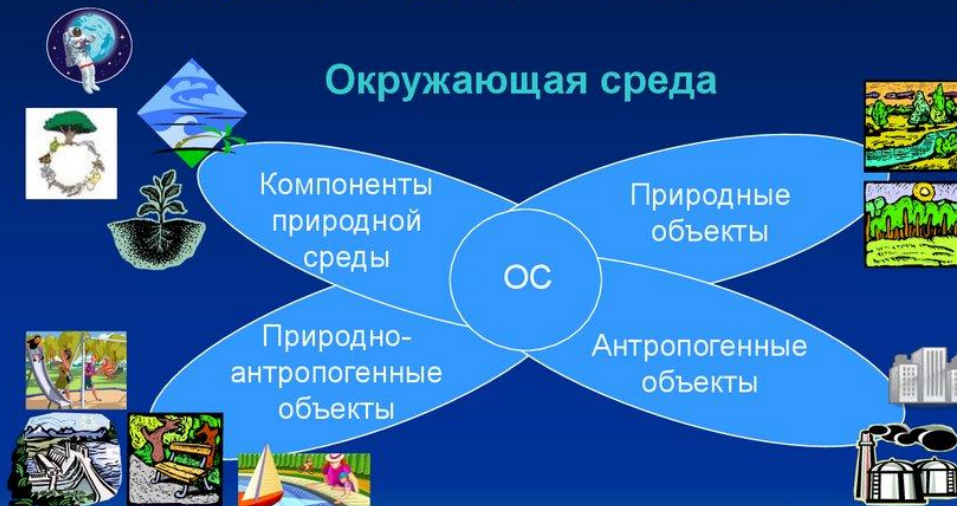 Окружающая среда
Компоненты
природной
среды
Природные
объекты
ОС
Природно-
антропогенные
объекты
Антропогенные
объекты